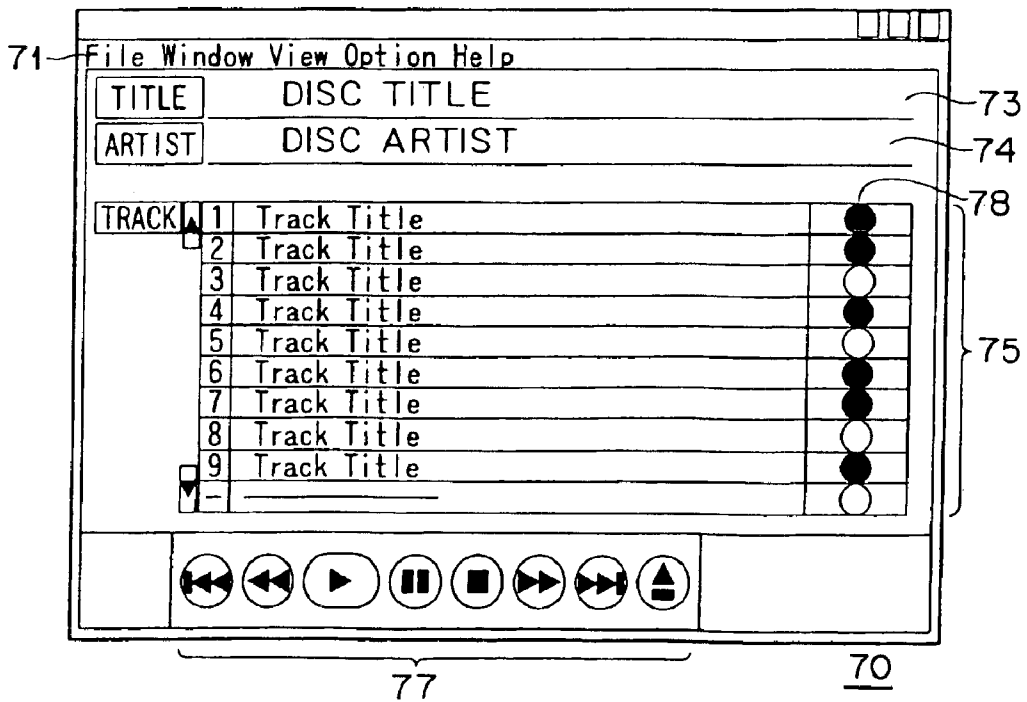 71 File Window View Option Help
TITLE DISC TITLE 73
ARTIST DISC ARTIST 74
78
TRACK 1 Track Title
2 Track Title
3 Track Title
4 Track Title
5 Track Title
75
6 Track Title
7 Track Title
8 Track Title
9 Track Title
77
70